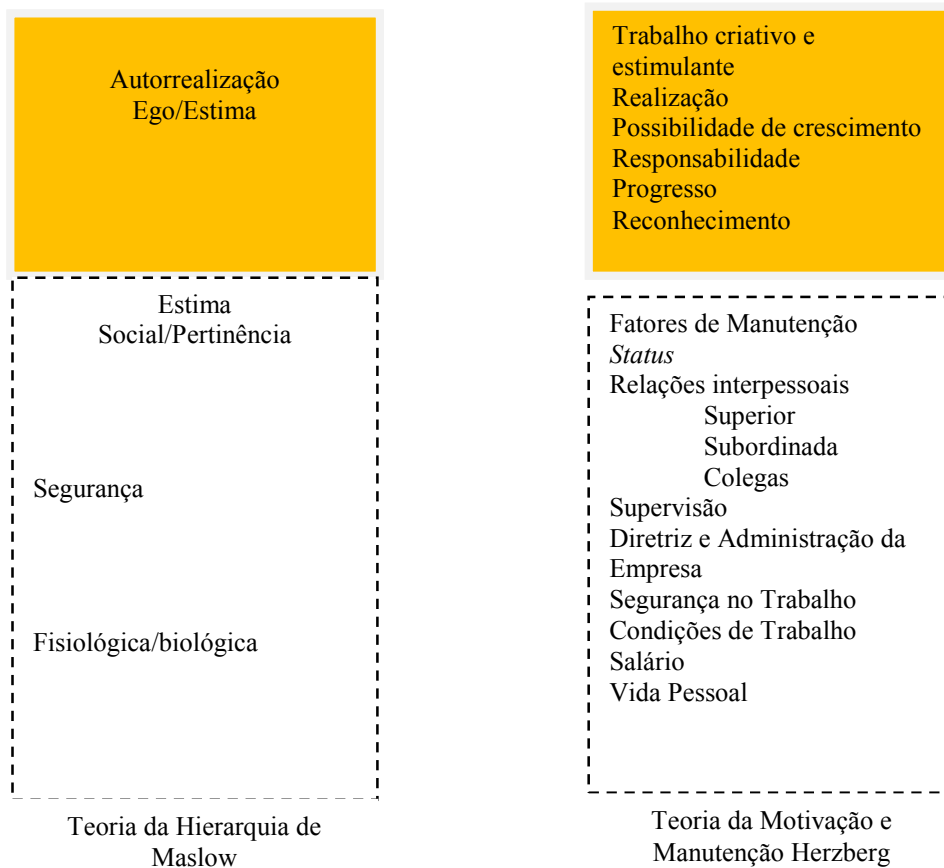 Autorrealização
Ego/Estima
Estima
Social/Pertinência
Segurança
Fisiológica/biológica
Teoria da Hierarquia de
Maslow
Trabalho criativo e
estimulante
Realização
Possibilidade de crescimento
Responsabilidade
Progresso
Reconhecimento
Fatores de Manutenção
Status
Relações interpessoais
Superior
Subordinada
Colegas
Supervisão
Diretriz e Administração da
Empresa
Segurança no Trabalho
Condições de Trabalho
Salário
Vida Pessoal
Teoria da Motivação e
Manutenção Herzberg